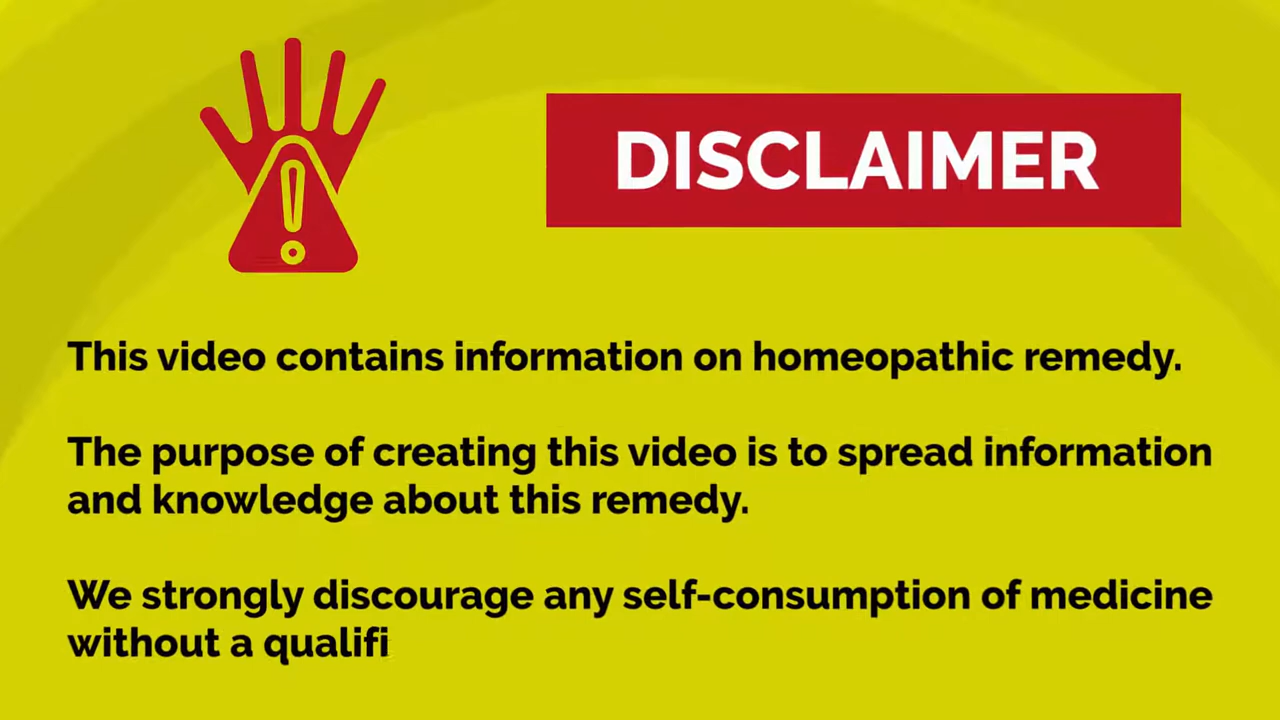 DISCLAIMER
This video contains information on homeopathic remedy.
The purpose of creating this video is to spread information
and knowledge about this remedy.
We strongly discourage any self-consumption of medicine
without a qualifi